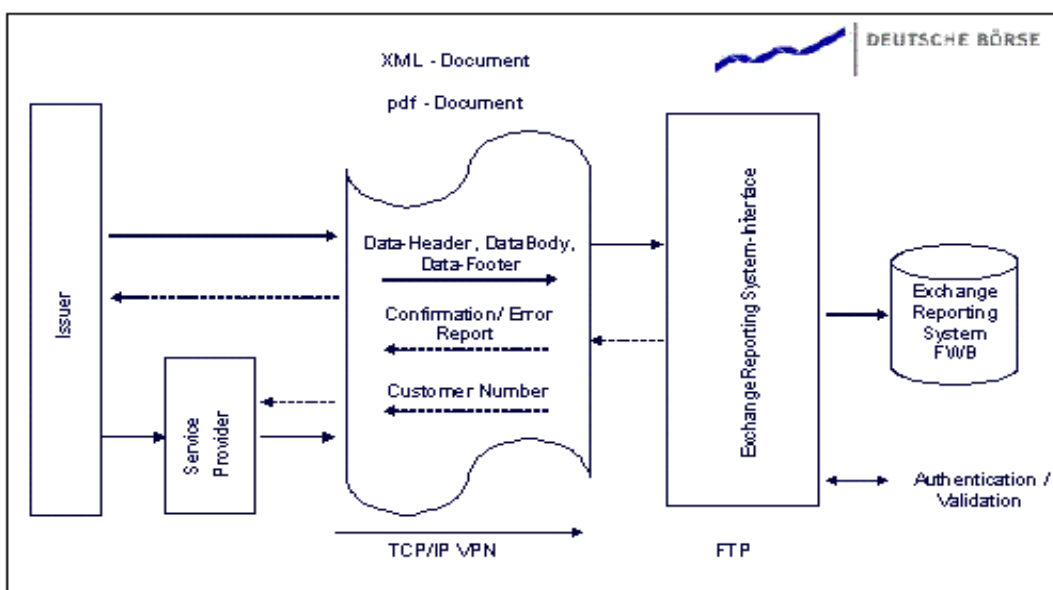 DEUTSCHE BÖRSE
XML - Document
pdf - Document
Issuer
Service
Provider
Data-Header, DataBody,
Data-Footer
Confirmation/ Error
Report
Customer Number
Exchange Reporting System-Interface
Exchange
Reporting
System
FWB
Authentication /
Validation
TCP/IP VPN
FTP